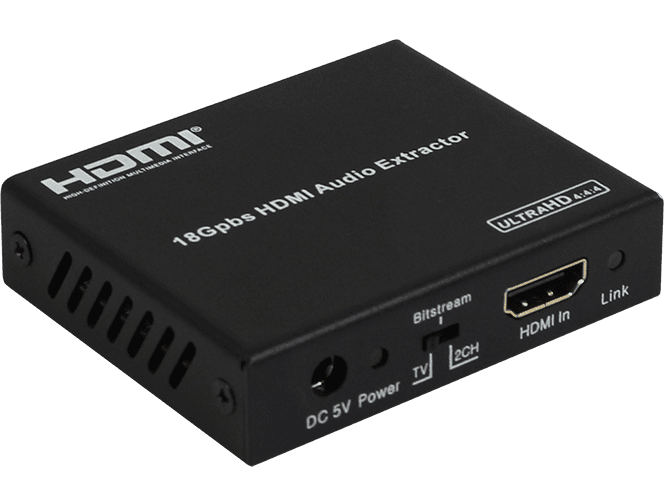 HDMI®
HIGH-DEFINITION MULTIMEDIA INTERFACE
18Gpbs HDMI Audio Extractor
ULTRAHD 4:4:4
Bitstream
TV 2CH
DC 5V Power
HDMI In
Link